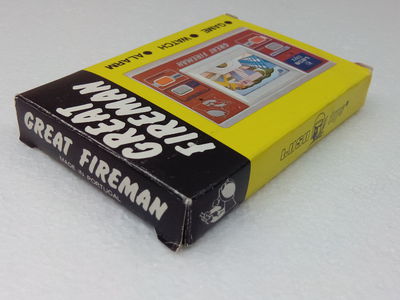 ● GAME ● WATCH ● ALARM
GREAT FIREMAN
GREAT
FIREMAN
GREAT FIREMAN
MADE IN PORTUGAL